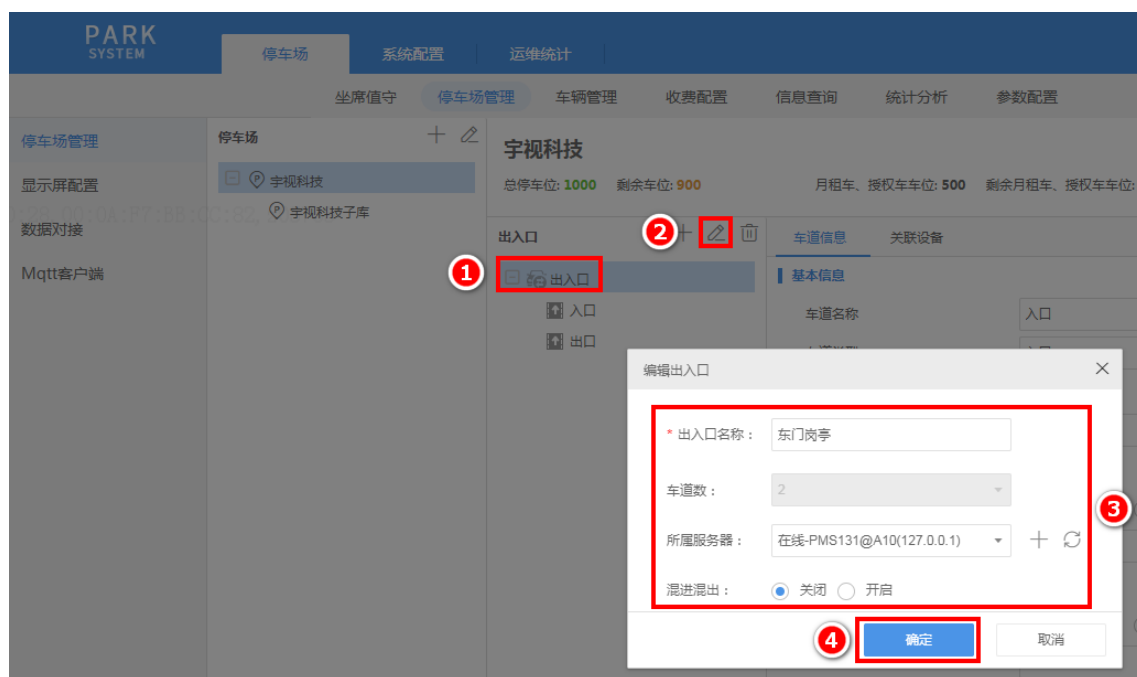 PARK
SYSTEM
停车场 系统配置 运维统计
坐席值守 停车场管理 车辆管理 收费配置 信息查询 统计分析 参数配置
停车场管理
显示屏配置
数据对接
Mqtt客户端
停车场
宇视科技
宇视科技子库
宇视科技
总停车位: 1000 剩余车位: 900 月租车、授权车车位: 500 剩余月租车、授权车车位:
出入口
2
1
出入口
入口
出口
车道信息 关联设备
基本信息
车道名称 入口
编辑出入口
* 出入口名称： 东门岗亭
车道数： 2
3
所属服务器： 在线-PMS131@A10(127.0.0.1)
混进混出： 关闭 开启
4
确定 取消